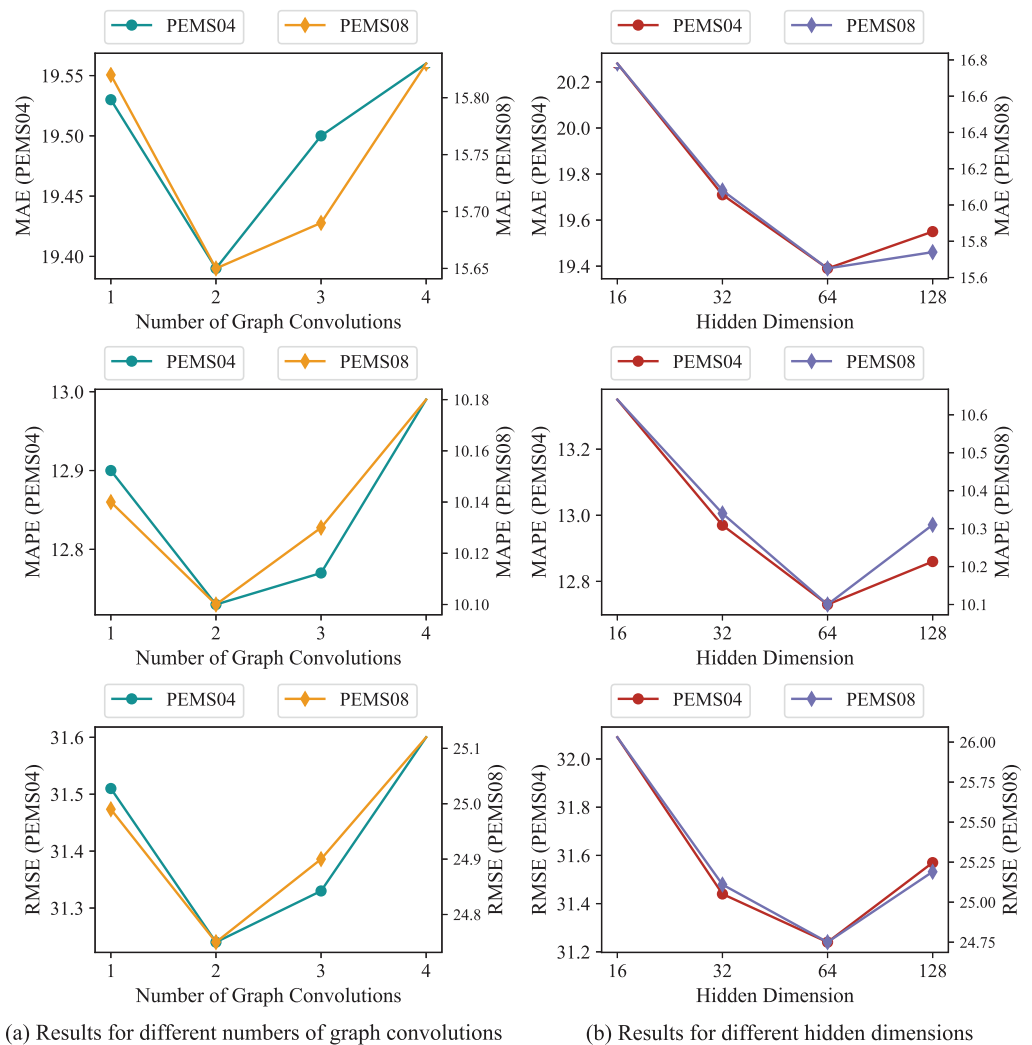 PEMS04 PEMS08
19.55
19.50
19.45
19.40
MAE (PEMS04)
15.80
15.75
15.70
15.65
MAE (PEMS08)
1 2 3 4
Number of Graph Convolutions
PEMS04 PEMS08
20.2
20.0
19.8
19.6
19.4
MAE (PEMS04)
16.8
16.6
16.4
16.2
16.0
15.8
15.6
MAE (PEMS08)
16 32 64 128
Hidden Dimension
PEMS04 PEMS08
13.0
12.9
12.8
MAPE (PEMS04)
10.18
10.16
10.14
10.12
10.10
MAPE (PEMS08)
1 2 3 4
Number of Graph Convolutions
PEMS04 PEMS08
13.2
13.0
12.8
MAPE (PEMS04)
10.6
10.5
10.4
10.3
10.2
10.1
MAPE (PEMS08)
16 32 64 128
Hidden Dimension
PEMS04 PEMS08
31.6
31.5
31.4
31.3
RMSE (PEMS04)
25.1
25.0
24.9
24.8
RMSE (PEMS08)
1 2 3 4
Number of Graph Convolutions
PEMS04 PEMS08
32.0
31.8
31.6
31.4
31.2
RMSE (PEMS04)
26.00
25.75
25.50
25.25
25.00
24.75
RMSE (PEMS08)
16 32 64 128
Hidden Dimension
(a) Results for different numbers of graph convolutions
(b) Results for different hidden dimensions